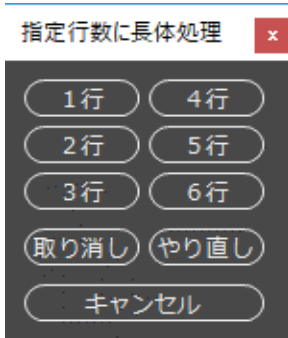 指定行数に長体処理
x
1行 4行
2行 5行
3行 6行
取り消し やり直し
キャンセル